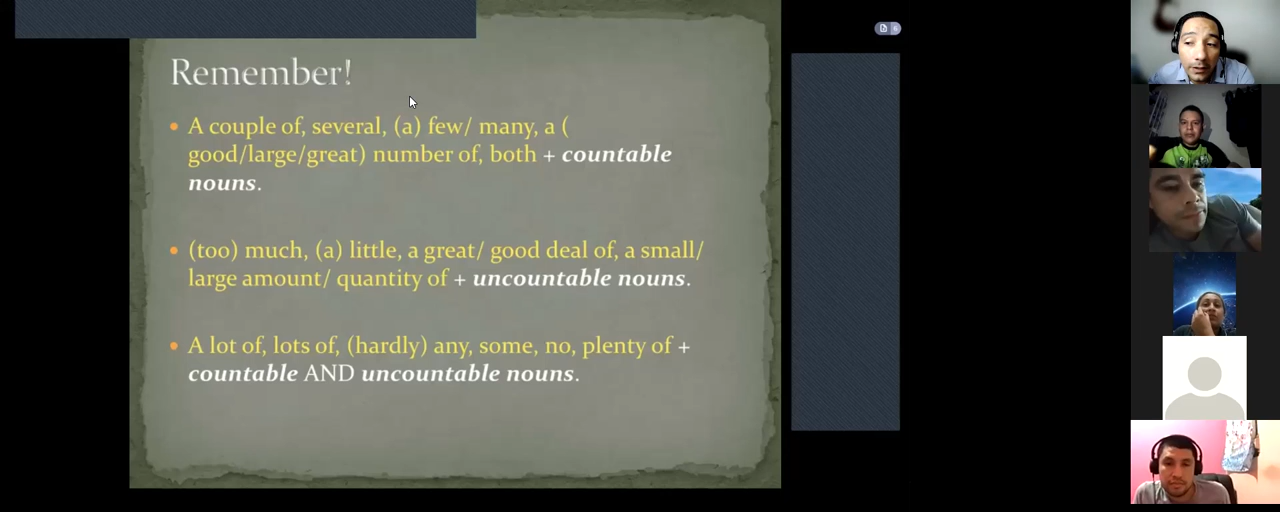 Remember!
A couple of, several, (a) few/ many, a (
good/large/great) number of, both + countable
nouns.
(too) much, (a) little, a great/ good deal of, a small/
large amount/ quantity of + uncountable nouns.
A lot of, lots of, (hardly) any, some, no, plenty of +
countable AND uncountable nouns.